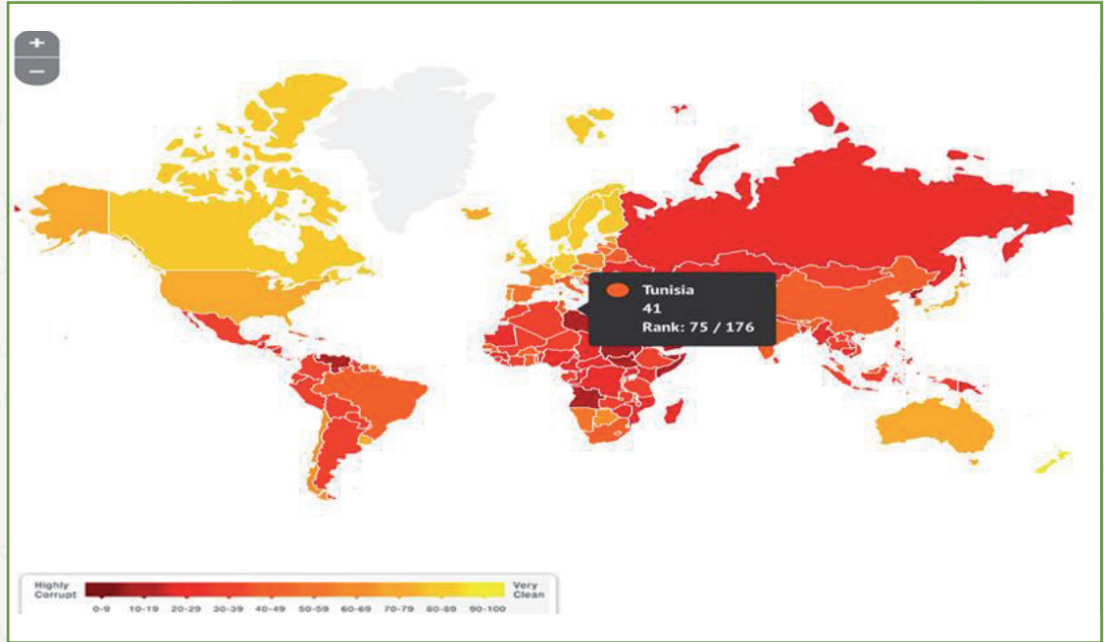 +
−
Tunisia
41
Rank: 75 / 176
Highly Corrupt
0-9 10-19 20-29 30-39 40-49 50-59 60-69 70-79 80-89 90-100
Very Clean